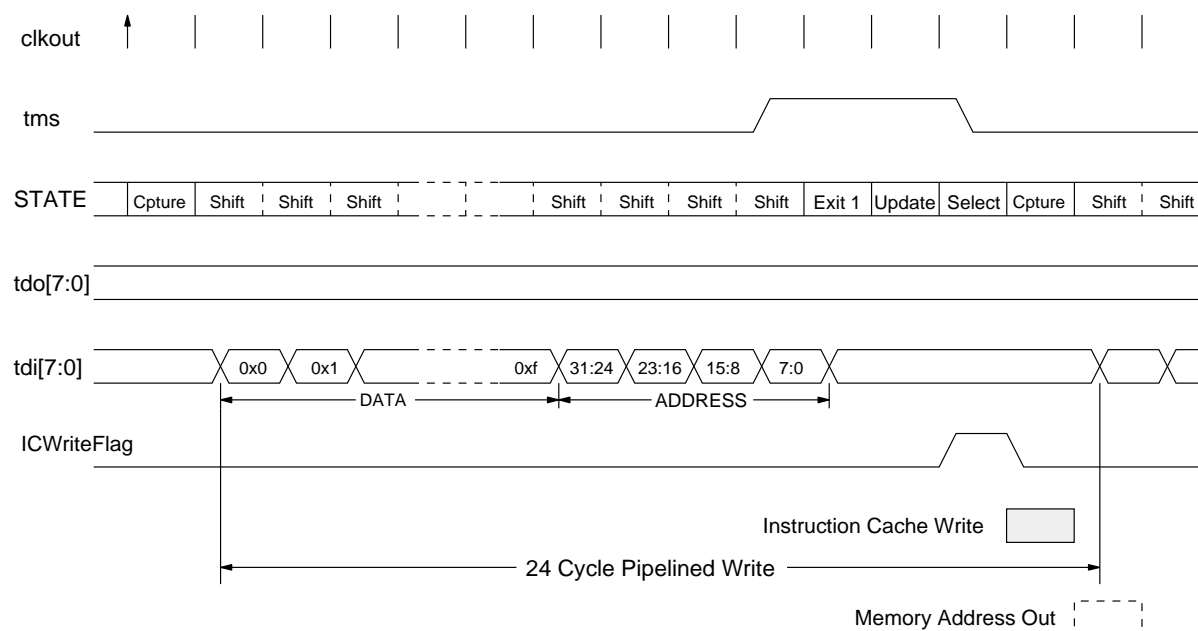 clkout
tms
STATE Cpture Shift Shift Shift Shift Shift Shift Shift Exit 1 Update Select Cpture Shift Shift
tdo[7:0]
tdi[7:0] 0x0 0x1 0xf 31:24 23:16 15:8 7:0
DATA ADDRESS
ICWriteFlag
Instruction Cache Write
24 Cycle Pipelined Write
Memory Address Out